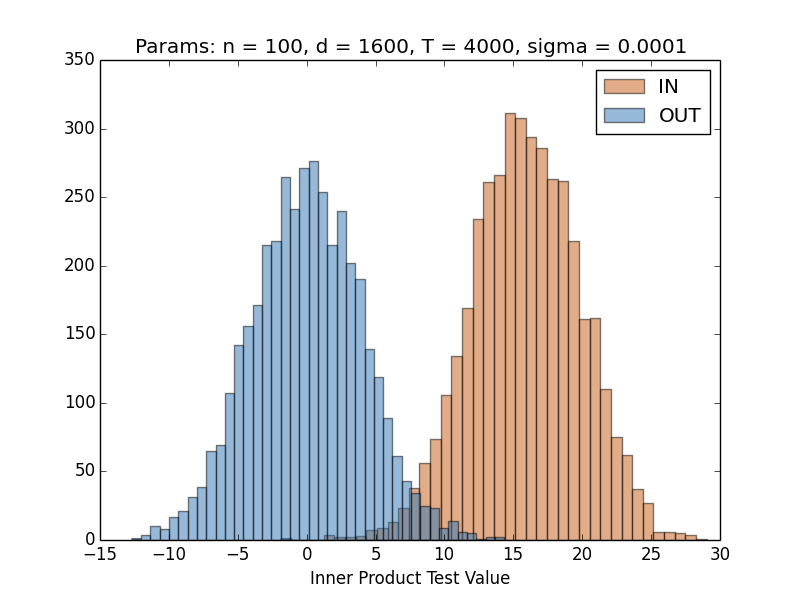 Params: n = 100, d = 1600, T = 4000, sigma = 0.0001
350
300
250
200
150
100
50
0
IN
OUT
−15 −10 −5 0 5 10 15 20 25 30
Inner Product Test Value